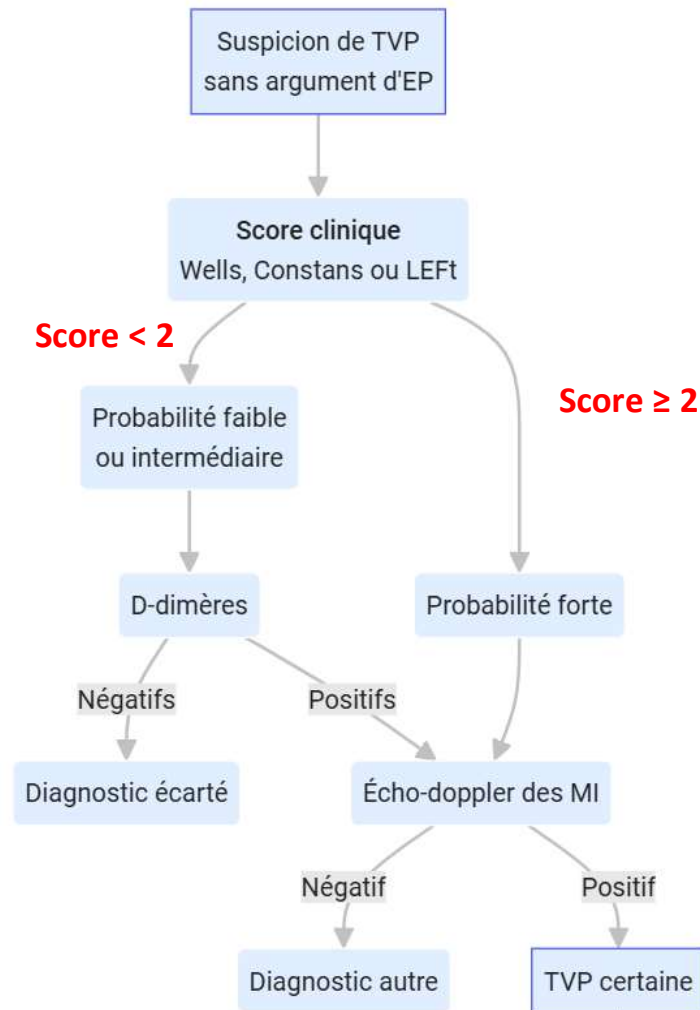 Suspicion de TVP
sans argument d'EP
Score clinique
Wells, Constans ou LEFt
Score < 2
Score ≥ 2
Probabilité faible
ou intermédiaire
D-dimères
Probabilité forte
Négatifs
Positifs
Diagnostic écarté
Écho-doppler des MI
Négatif
Positif
Diagnostic autre
TVP certaine